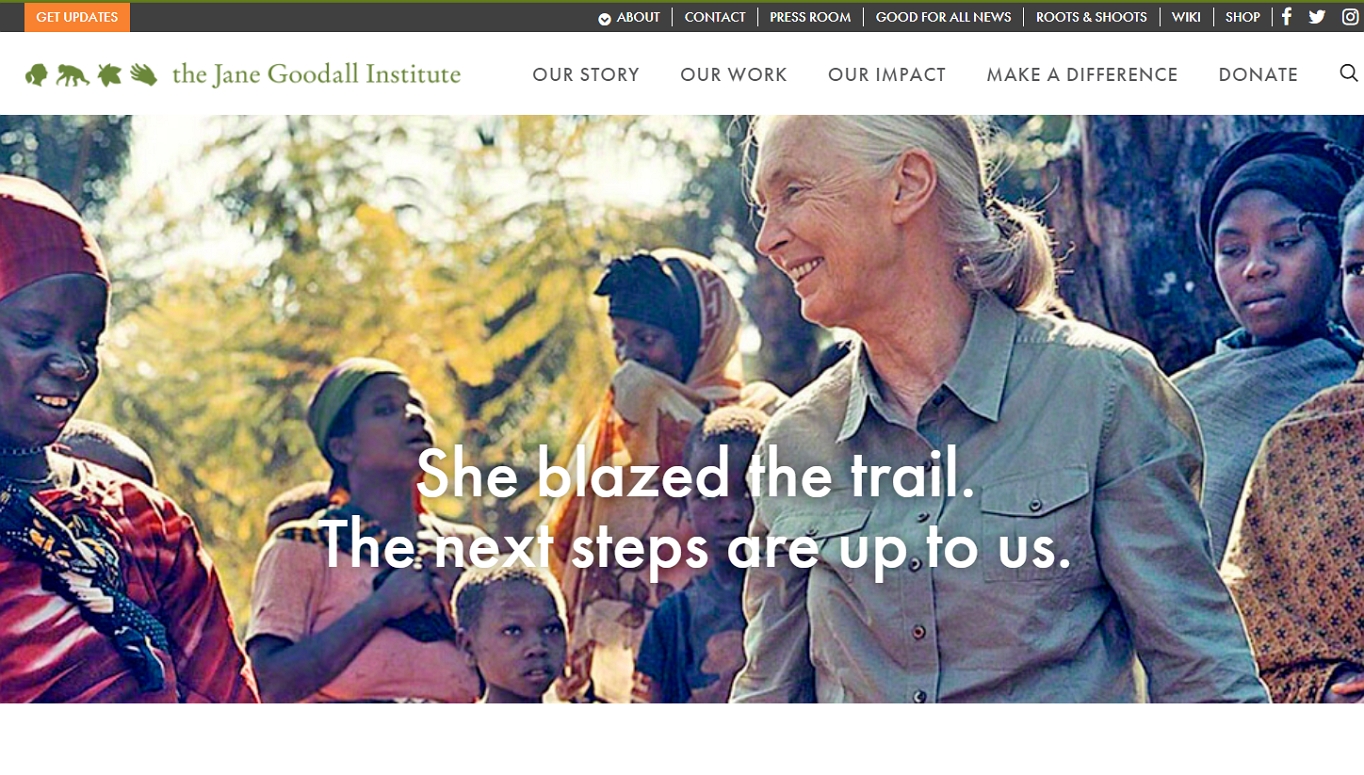 GET UPDATES
ABOUT
CONTACT
PRESS ROOM
GOOD FOR ALL NEWS
ROOTS & SHOOTS
WIKI
SHOP
the Jane Goodall Institute
OUR STORY
OUR WORK
OUR IMPACT
MAKE A DIFFERENCE
DONATE
She blazed the trail.
The next steps are up to us.